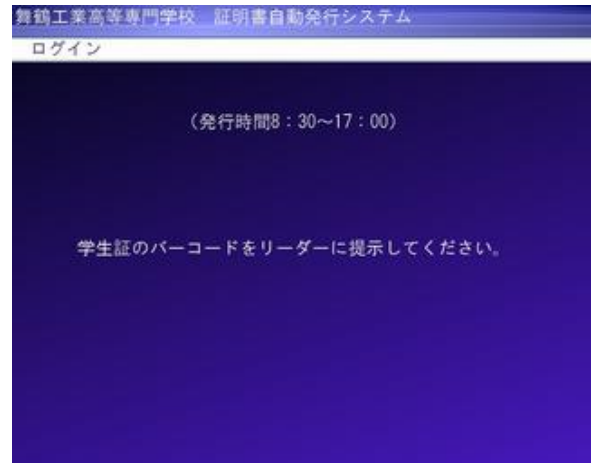 舞鶴工業高等専門学校 証明書自動発行システム
ログイン
（発行時間8：30～17：00）
学生証のバーコードをリーダーに提示してください。